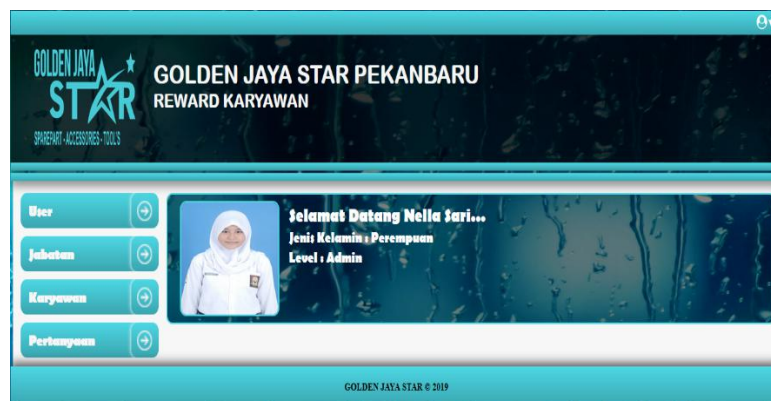 GOLDEN JAYA
STAR
SPAREPART - ACCESSORIES - TOOL'S
GOLDEN JAYA STAR PEKANBARU
REWARD KARYAWAN
User
Jabatan
Karyawan
Pertanyaan
Selamat Datang Nella Sari...
Jenis Kelamin : Perempuan
Level : Admin
GOLDEN JAYA STAR © 2019